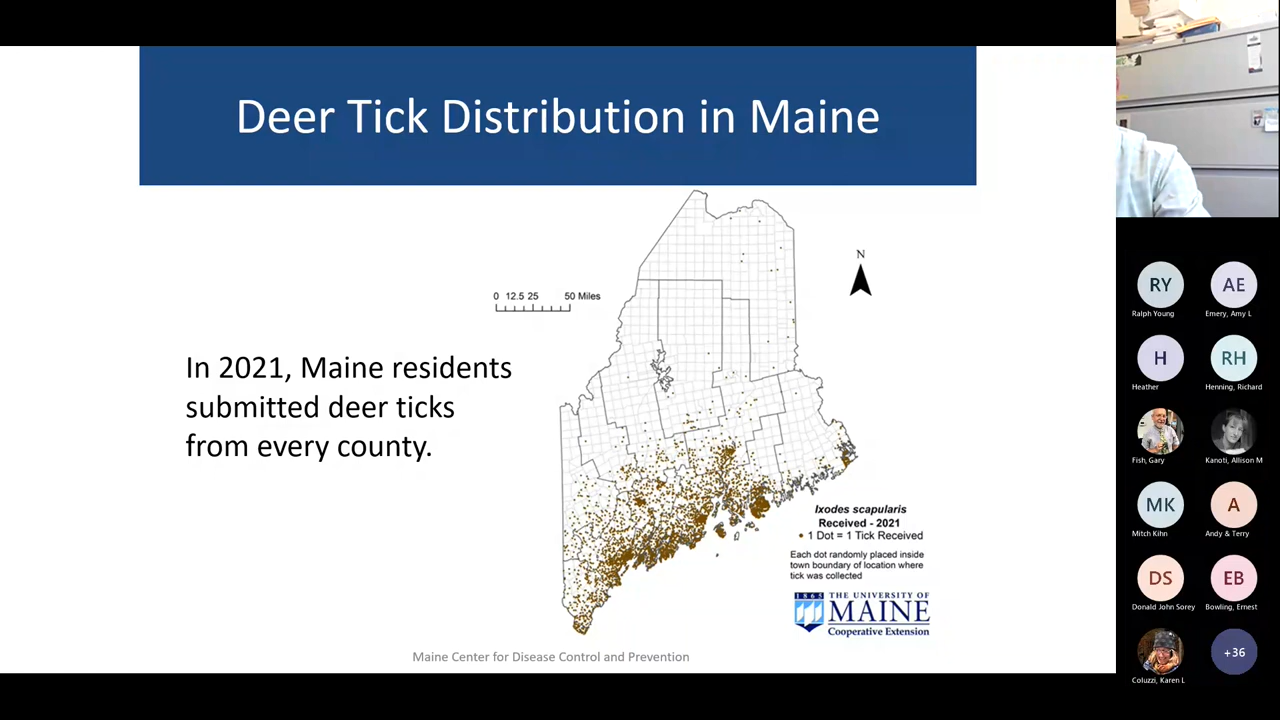 Deer Tick Distribution in Maine
N
0 12.5 25 50 Miles
In 2021, Maine residents
submitted deer ticks
from every county.
Ixodes scapularis
Received - 2021
1 Dot = 1 Tick Received
Each dot randomly placed inside
town boundary of location where
tick was collected
1865 THE UNIVERSITY OF
MAINE
Cooperative Extension
Maine Center for Disease Control and Prevention
RY AE
Ralph Young Emery, Amy L
H RH
Heather Henning, Richard
Fish, Gary Kanoti, Allison M
MK A
Mitch Kihn Andy & Terry
DS EB
Donald John Sorey Bowling, Ernest
+36
Coluzzi, Karen L